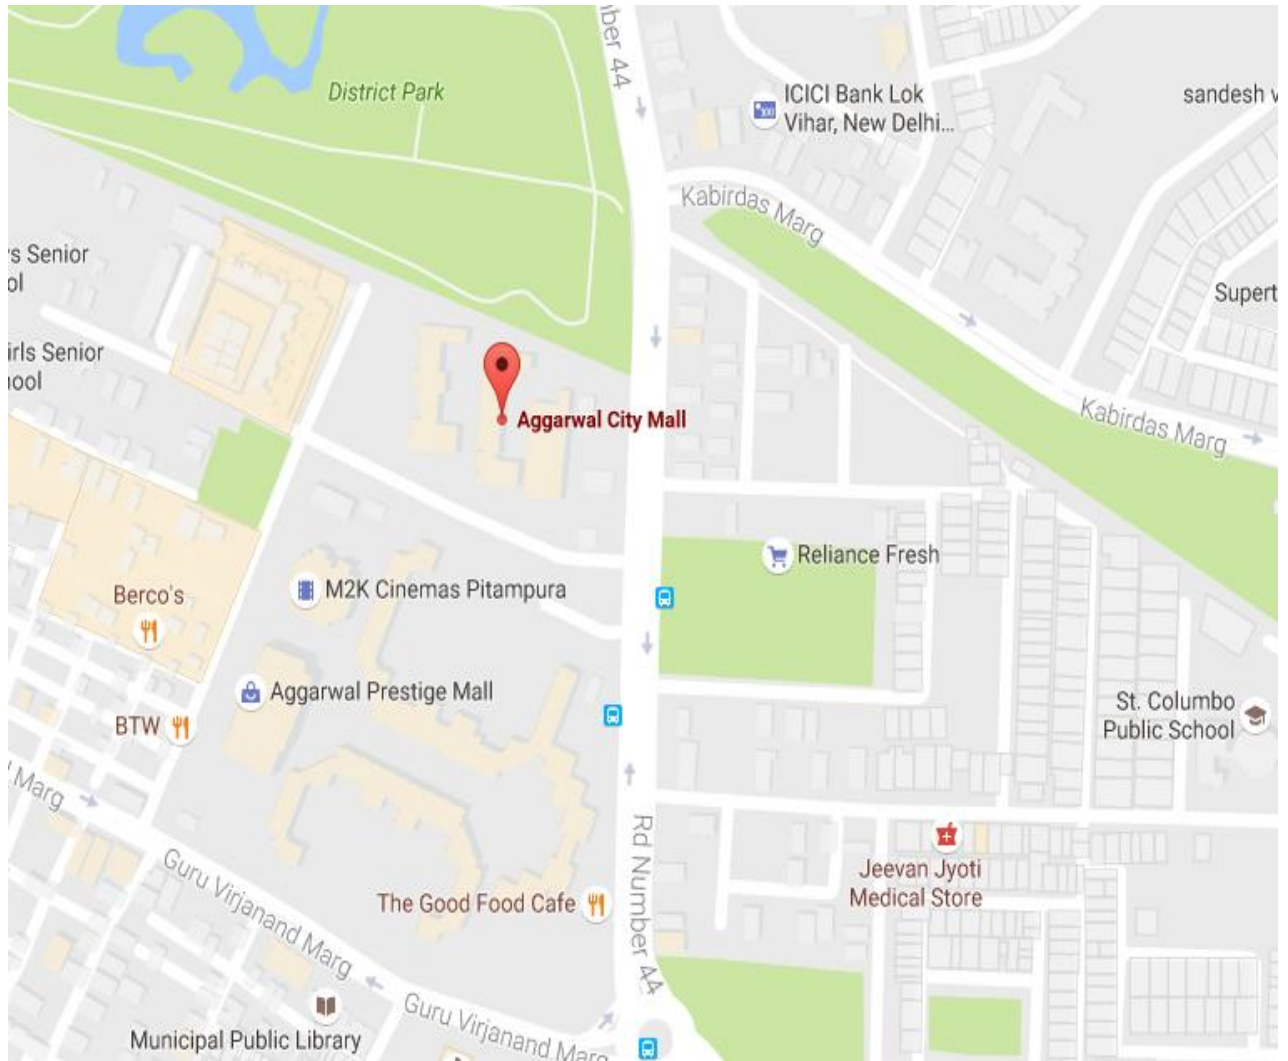 nber 44
District Park
ICICI Bank Lok
Vihar, New Delhi...
sandesh v
Kabirdas Marg
ys Senior
ol
Supert
irls Senior
ool
Aggarwal City Mall
Kabirdas Marg
Reliance Fresh
M2K Cinemas Pitampura
Berco's
Aggarwal Prestige Mall
St. Columbo
Public School
BTW
Marg
Rd Number 44
Jeevan Jyoti
Medical Store
Guru Virjanand Marg
The Good Food Cafe
Guru Virjanand Marg
Municipal Public Library